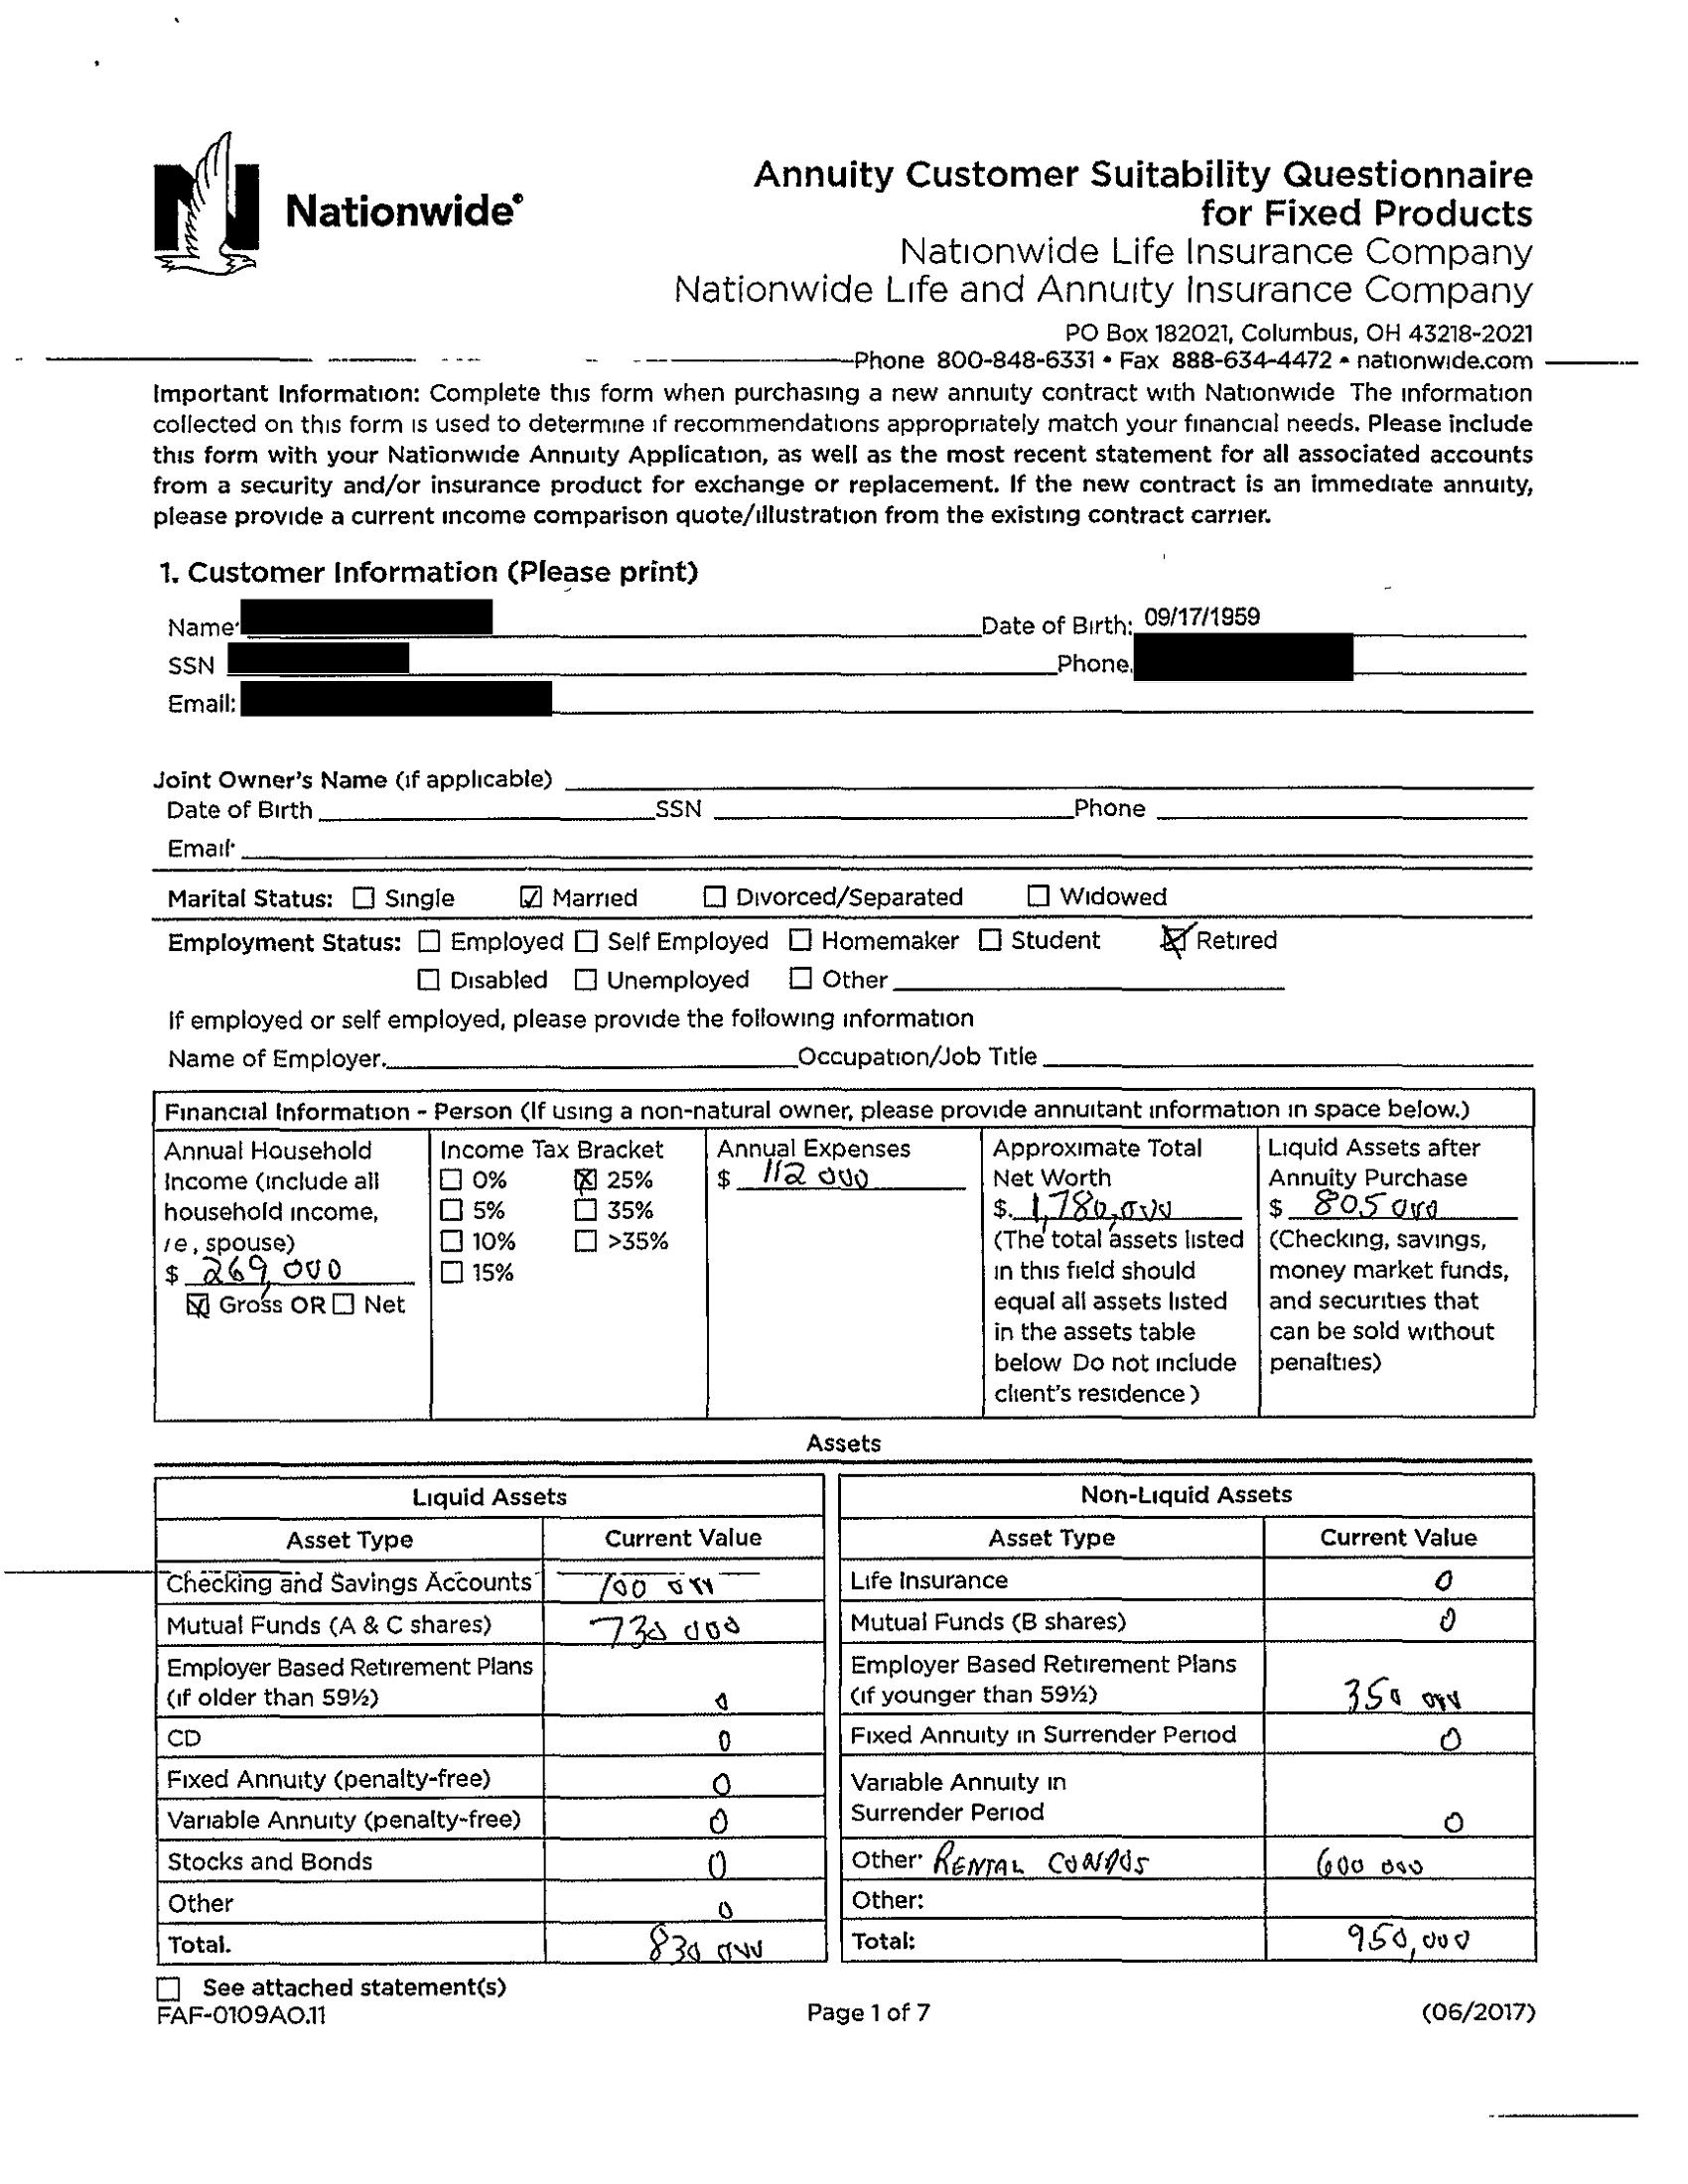 Nationwide®
Annuity Customer Suitability Questionnaire
for Fixed Products
Nationwide Life Insurance Company
Nationwide Life and Annuity Insurance Company
PO Box 182021, Columbus, OH 43218-2021
Phone 800-848-6331 • Fax 888-634-4472 • nationwide.com
Important Information: Complete this form when purchasing a new annuity contract with Nationwide The information
collected on this form is used to determine if recommendations appropriately match your financial needs. Please include
this form with your Nationwide Annuity Application, as well as the most recent statement for all associated accounts
from a security and/or insurance product for exchange or replacement. If the new contract is an immediate annuity,
please provide a current income comparison quote/illustration from the existing contract carrier.
1. Customer Information (Please print)
Name: Date of Birth: 09/17/1959
SSN Phone.
Email:
Joint Owner's Name (if applicable)
Date of Birth SSN Phone
Email:
Marital Status: ☐ Single ☑ Married ☐ Divorced/Separated ☐ Widowed
Employment Status: ☐ Employed ☐ Self Employed ☐ Homemaker ☐ Student ☒ Retired
☐ Disabled ☐ Unemployed ☐ Other
If employed or self employed, please provide the following information
Name of Employer. Occupation/Job Title
Financial Information - Person (If using a non-natural owner, please provide annuitant information in space below.)
Annual Household
Income (include all
household income,
ie, spouse)
$ 269,000
☒ Gross OR ☐ Net
Income Tax Bracket
☐ 0% ☒ 25%
☐ 5% ☐ 35%
☐ 10% ☐ >35%
☐ 15%
Annual Expenses
$ 112 000
Approximate Total
Net Worth
$. 1,780,000
(The total assets listed
in this field should
equal all assets listed
in the assets table
below Do not include
client's residence)
Liquid Assets after
Annuity Purchase
$ 805 000
(Checking, savings,
money market funds,
and securities that
can be sold without
penalties)
Assets
Liquid Assets
Asset Type Current Value
Checking and Savings Accounts 100 000
Mutual Funds (A & C shares) 730 000
Employer Based Retirement Plans
(if older than 59½) 0
CD 0
Fixed Annuity (penalty-free) 0
Variable Annuity (penalty-free) 0
Stocks and Bonds 0
Other 0
Total. 830 000
Non-Liquid Assets
Asset Type Current Value
Life Insurance 0
Mutual Funds (B shares) 0
Employer Based Retirement Plans
(if younger than 59½) 350 000
Fixed Annuity in Surrender Period 0
Variable Annuity in
Surrender Period 0
Other: RENTAL CONDOS 600 000
Other:
Total: 950,000
☐ See attached statement(s)
FAF-0109AO.11 Page 1 of 7 (06/2017)